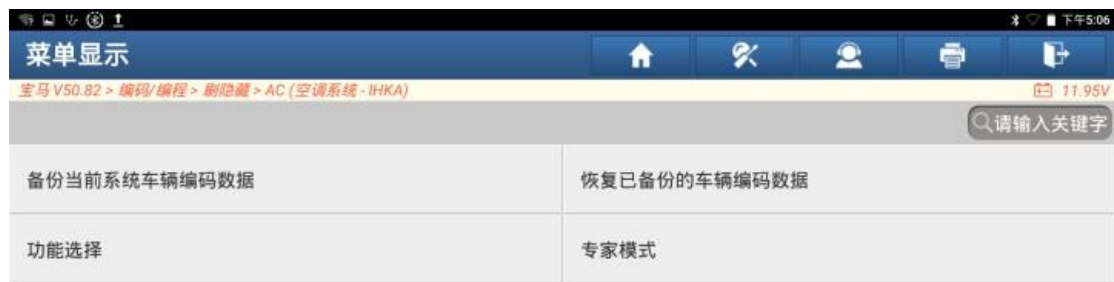 下午5:06
菜单显示
宝马 V50.82 > 编码/编程 > 刷隐藏 > AC (空调系统 - IHKA) 11.95V
请输入关键字
备份当前系统车辆编码数据 恢复已备份的车辆编码数据
功能选择 专家模式